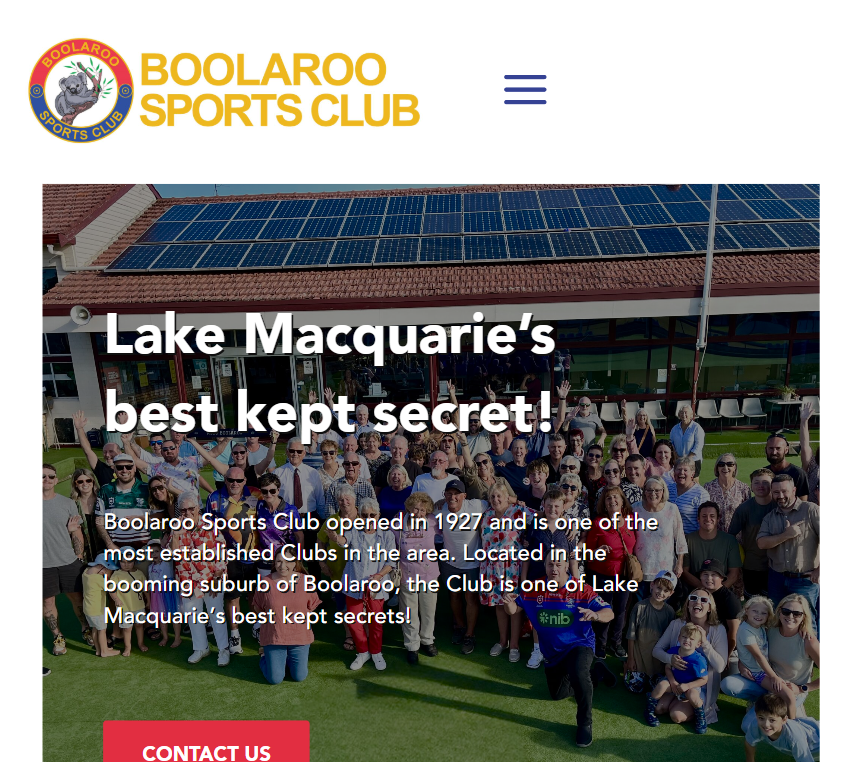 BOOLAROO
SPORTS CLUB
BOOLAROO
SPORTS CLUB
Lake Macquarie’s
best kept secret!
Boolaroo Sports Club opened in 1927 and is one of the
most established Clubs in the area. Located in the
booming suburb of Boolaroo, the Club is one of Lake
Macquarie’s best kept secrets!
nib
CONTACT US